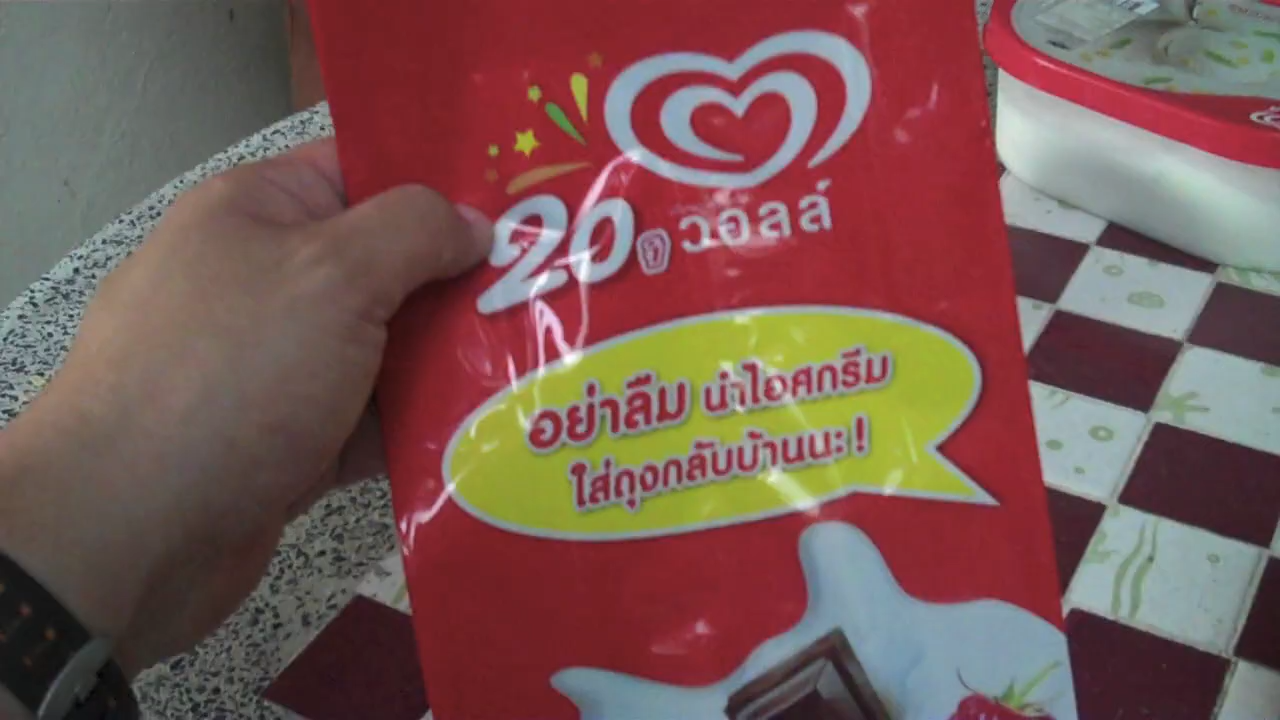 20 ปี วอลล์
อย่าลืม นำไอศกรีม
ใส่ถุงกลับบ้านนะ!